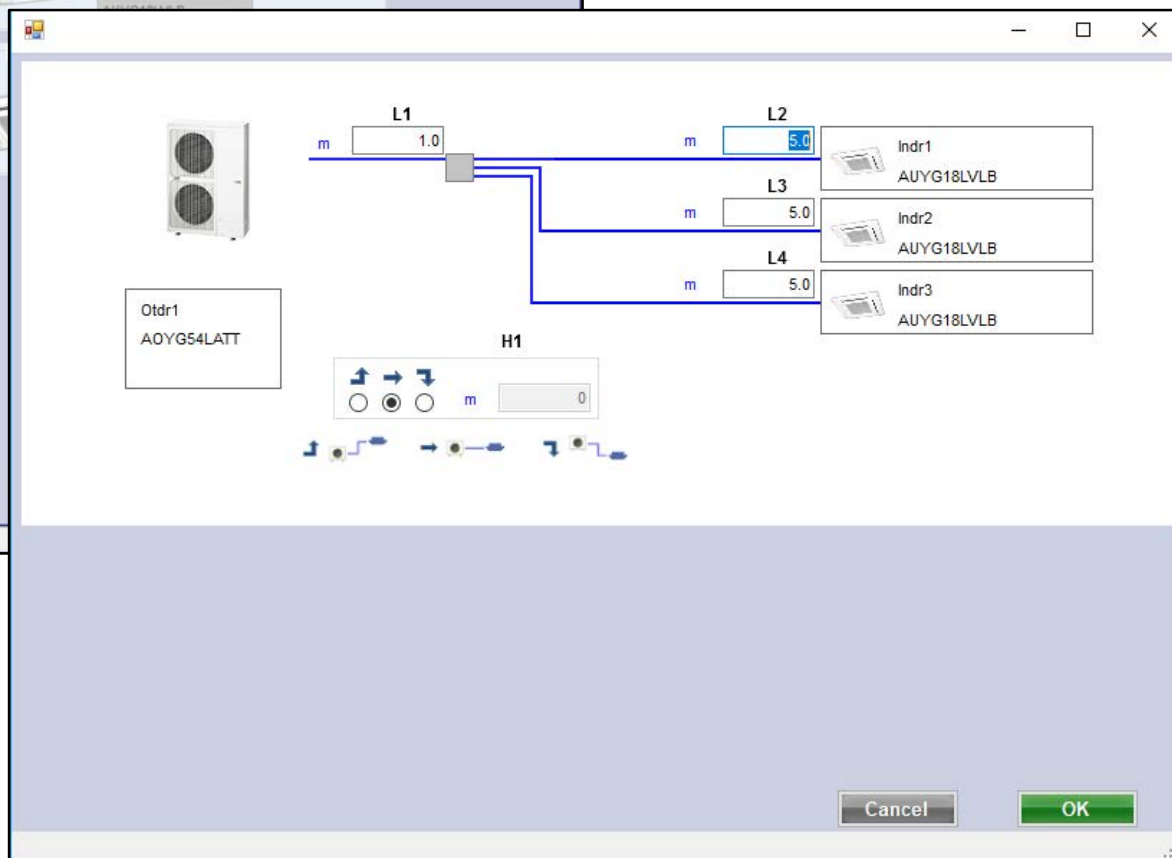 L1
m 1.0
L2
m 5.0
Indr1
AUYG18LVLB
L3
m 5.0
Indr2
AUYG18LVLB
L4
m 5.0
Indr3
AUYG18LVLB
Otdr1
AOYG54LATT
H1
m 0
Cancel
OK